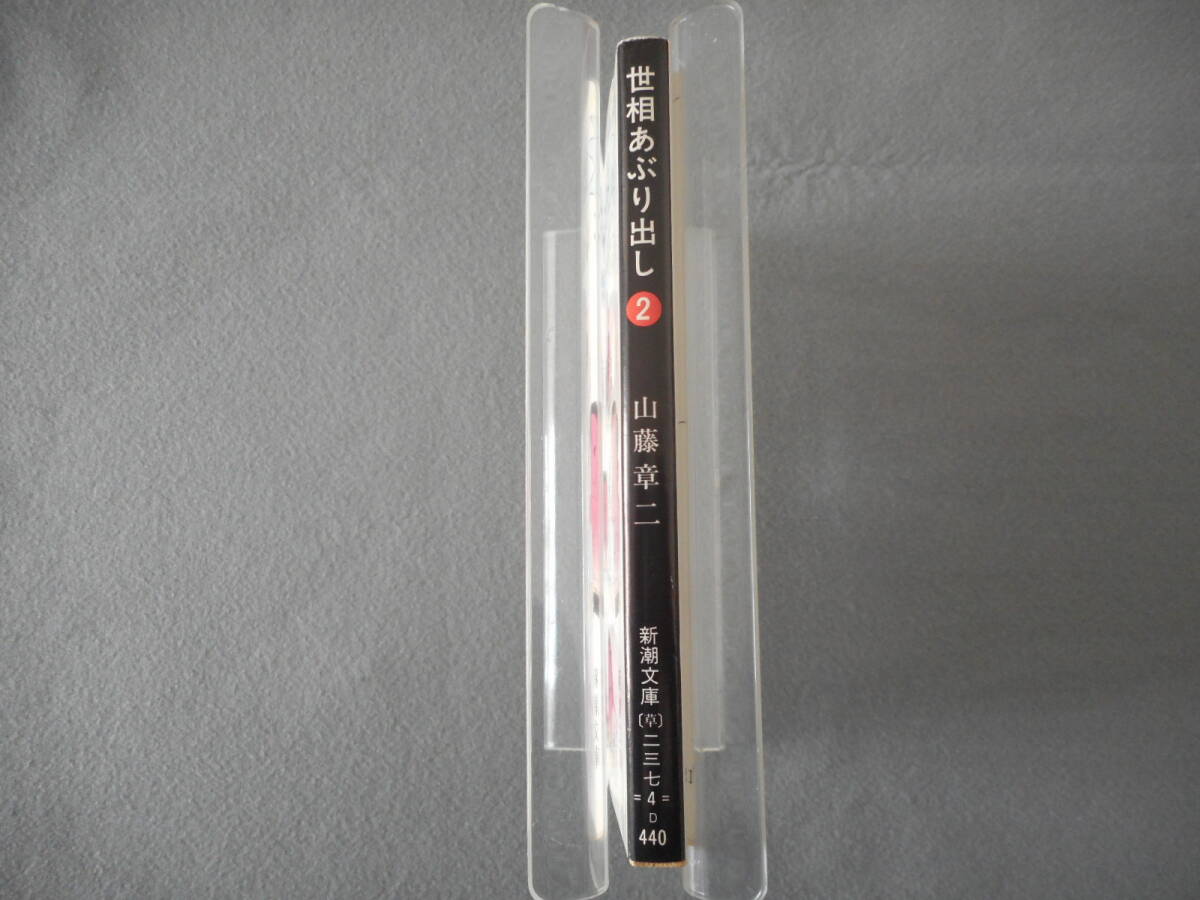 世相あぶり出し
2
山藤章二
新潮文庫
〔草〕二三七
=4=
D
440